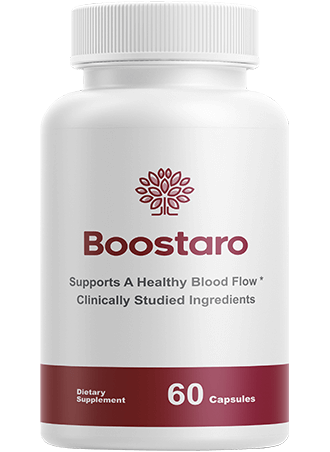 Boostaro
Supports A Healthy Blood Flow *
Clinically Studied Ingredients
Dietary
Supplement
60 Capsules